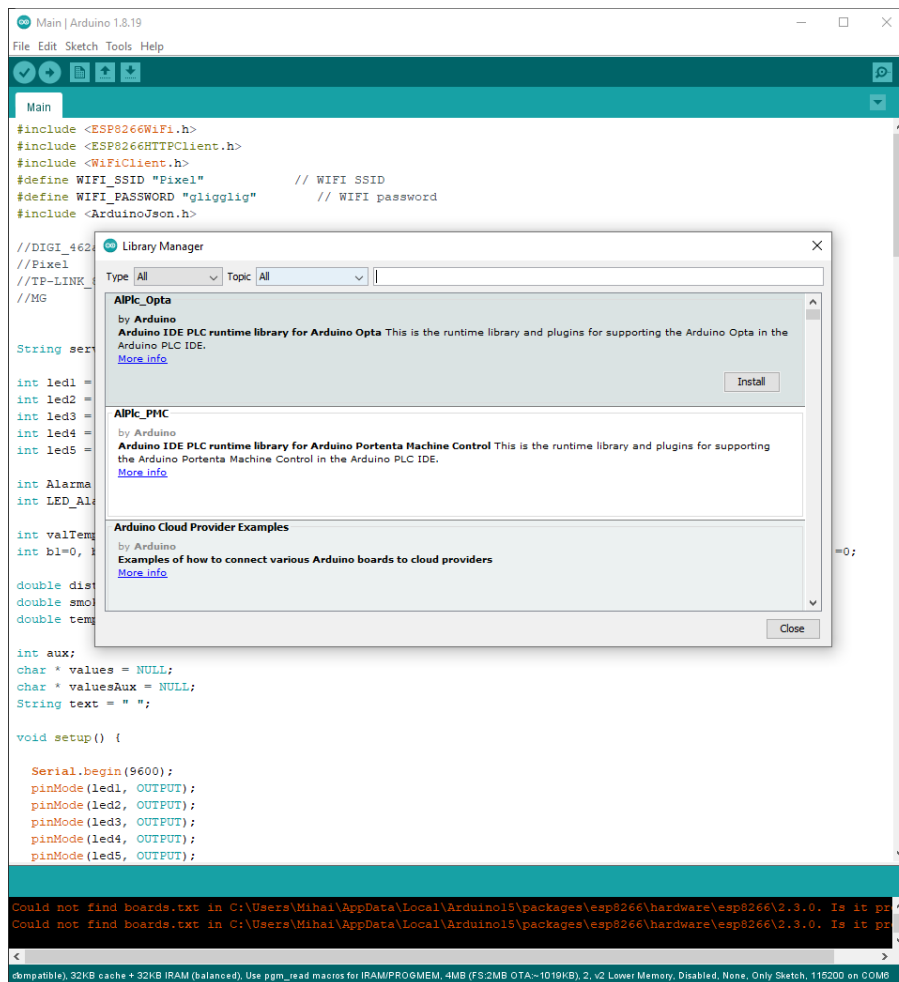 Main | Arduino 1.8.19
File Edit Sketch Tools Help
Main
#include <ESP8266WiFi.h>
#include <ESP8266HTTPClient.h>
#include <WiFiClient.h>
#define WIFI_SSID "Pixel" // WIFI SSID
#define WIFI_PASSWORD "gligglig" // WIFI password
#include <ArduinoJson.h>
//DIGI_462
//Pixel
//TP-LINK_
//MG
String ser
int led1 =
int led2 =
int led3 =
int led4 =
int led5 =
int Alarma
int LED_Ala
int valTemp
int b1=0, =0;
double dist
double smo
double temp
int aux;
char * values = NULL;
char * valuesAux = NULL;
String text = " ";
void setup() {
Serial.begin(9600);
pinMode(led1, OUTPUT);
pinMode(led2, OUTPUT);
pinMode(led3, OUTPUT);
pinMode(led4, OUTPUT);
pinMode(led5, OUTPUT);
Library Manager
Type All Topic All
AlPlc_Opta
by Arduino
Arduino IDE PLC runtime library for Arduino Opta This is the runtime library and plugins for supporting the Arduino Opta in the
Arduino PLC IDE.
More info
Install
AlPlc_PMC
by Arduino
Arduino IDE PLC runtime library for Arduino Portenta Machine Control This is the runtime library and plugins for supporting
the Arduino Portenta Machine Control in the Arduino PLC IDE.
More info
Arduino Cloud Provider Examples
by Arduino
Examples of how to connect various Arduino boards to cloud providers
More info
Close
Could not find boards.txt in C:\Users\Mihai\AppData\Local\Arduino15\packages\esp8266\hardware\esp8266\2.3.0. Is it pr
Could not find boards.txt in C:\Users\Mihai\AppData\Local\Arduino15\packages\esp8266\hardware\esp8266\2.3.0. Is it pr
compatible), 32KB cache + 32KB IRAM (balanced), Use pgm_read macros for IRAM/PROGMEM, 4MB (FS:2MB OTA:~1019KB), 2, v2 Lower Memory, Disabled, None, Only Sketch, 115200 on COM6